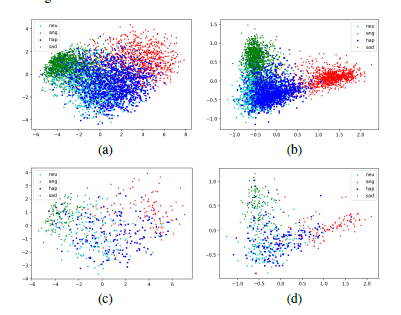 neu
ang
hap
sad
4
2
0
−2
−4
−6 −4 −2 0 2 4 6 8
(a)
neu
ang
hap
sad
1.5
1.0
0.5
0.0
−0.5
−1.0
−1.0 −0.5 0.0 0.5 1.0 1.5 2.0
(b)
neu
ang
hap
sad
4
3
2
1
0
−1
−2
−3
−4
−6 −4 −2 0 2 4 6
(c)
neu
ang
hap
sad
1.0
0.5
0.0
−0.5
−1.0 −0.5 0.0 0.5 1.0 1.5 2.0
(d)